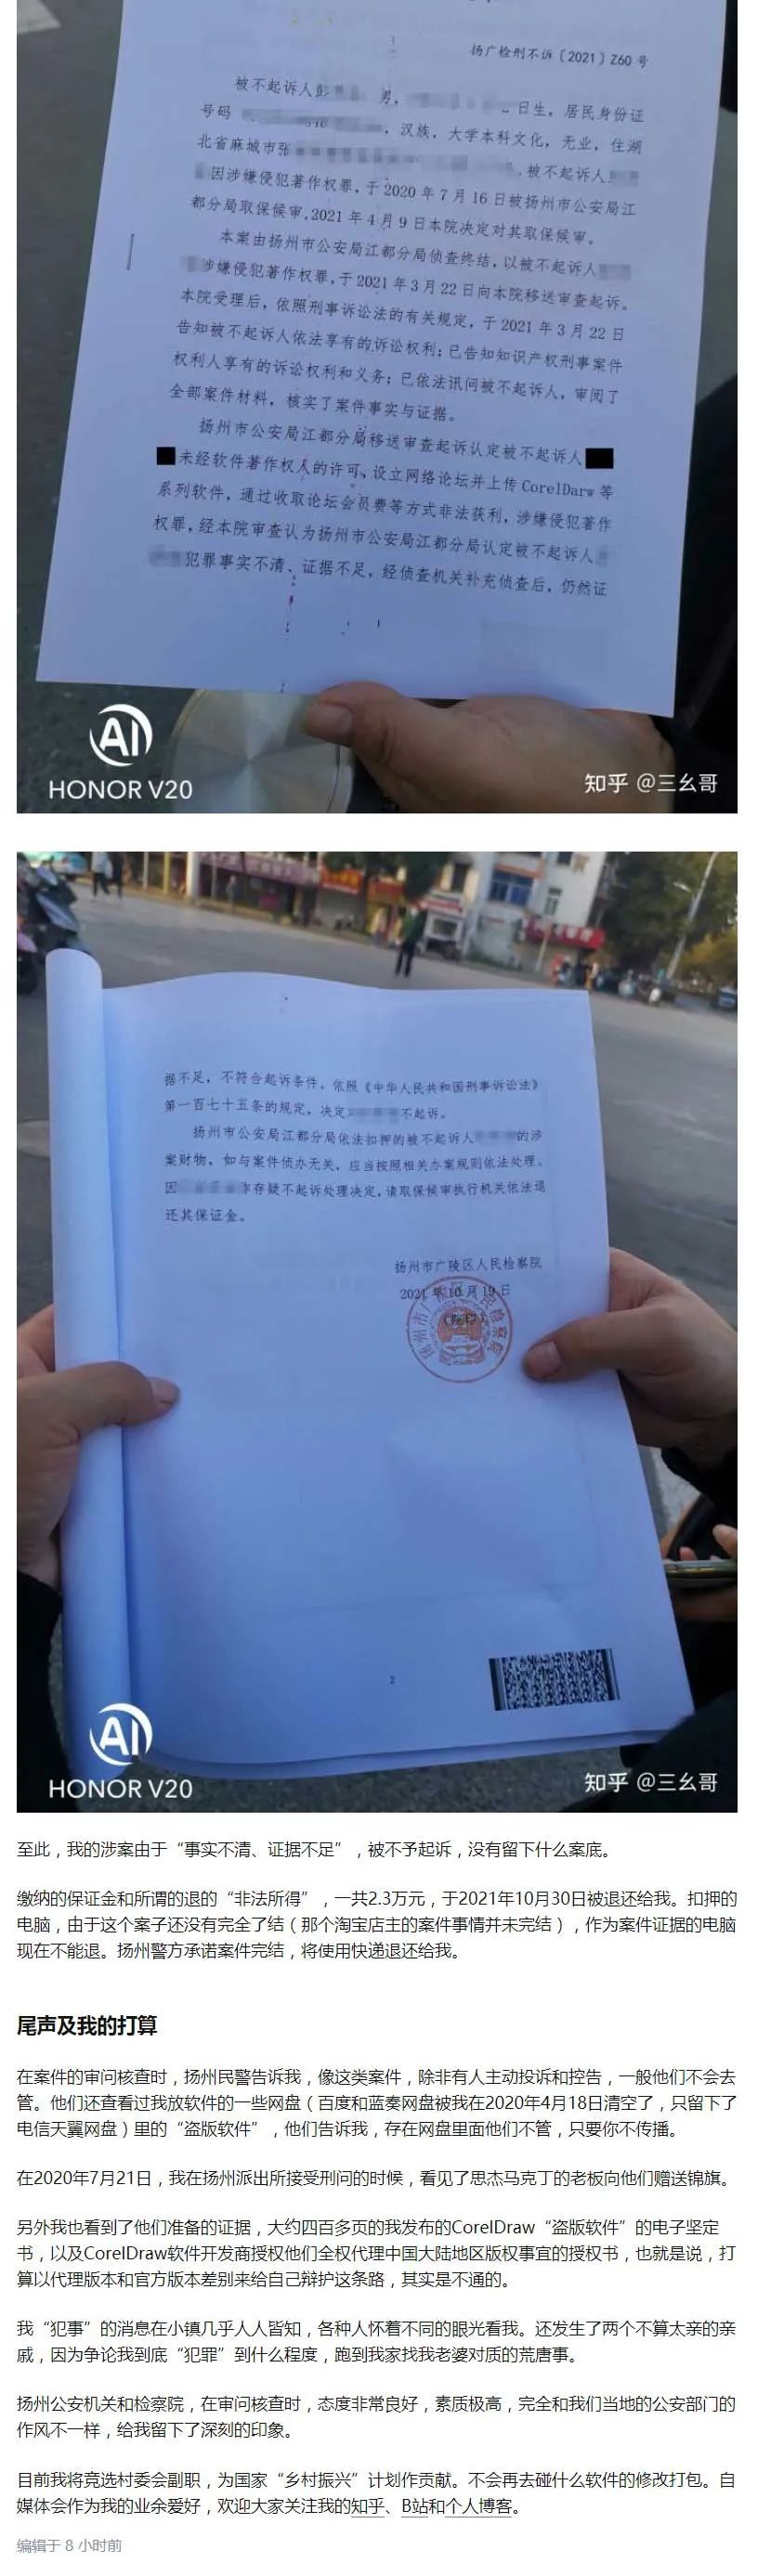 扬广检刑不诉〔2021〕Z60号
被不起诉人彭 男, 日生，居民身份证
号码 ，汉族，大学本科文化，无业，住湖
北省麻城市张 ,被不起诉人
因涉嫌侵犯著作权罪,于2020年7月16日被扬州市公安局江
都分局取保候审,2021年4月9日本院决定对其取保候审。
本案由扬州市公安局江都分局侦查终结，以被不起诉人
涉嫌侵犯著作权罪,于2021年3月22日向本院移送审查起诉。
本院受理后，依照刑事诉讼法的有关规定，于2021年3月22日
告知被不起诉人依法享有的诉讼权利；已告知知识产权刑事案件
权利人享有的诉讼权利和义务；已依法讯问被不起诉人，审阅了
全部案件材料，核实了案件事实与证据。
扬州市公安局江都分局移送审查起诉认定被不起诉人
未经软件著作权人的许可、设立网络论坛并上传CorelDarw等
系列软件，通过收取论坛会员费等方式非法获利，涉嫌侵犯著作
权罪，经本院审查认为扬州市公安局江都分局认定被不起诉人
犯罪事实不清、证据不足，经侦查机关补充侦查后，仍然证
1
AI
HONOR V20
知乎 @三幺哥
据不足，不符合起诉条件。依照《中华人民共和国刑事诉讼法》
第一百七十五条的规定，决定 不起诉。
扬州市公安局江都分局依法扣押的被不起诉人 的涉
案财物，如与案件侦办无关，应当按照相关办案规则依法处理。
因 作存疑不起诉处理决定,请取保候审执行机关依法退
还其保证金。
扬州市广陵区人民检察院
2021年10月19日
（院印）
2
AI
HONOR V20
知乎 @三幺哥
至此，我的涉案由于“事实不清、证据不足”，被不予起诉，没有留下什么案底。
缴纳的保证金和所谓的退的“非法所得”，一共2.3万元，于2021年10月30日被退还给我。扣押的
电脑，由于这个案子还没有完全了结（那个淘宝店主的案件事情并未完结），作为案件证据的电脑
现在不能退。扬州警方承诺案件完结，将使用快递退还给我。
尾声及我的打算
在案件的审问核查时，扬州民警告诉我，像这类案件，除非有人主动投诉和控告，一般他们不会去
管。他们还查看过我放软件的一些网盘（百度和蓝奏网盘被我在2020年4月18日清空了，只留下了
电信天翼网盘）里的“盗版软件”，他们告诉我，存在网盘里面他们不管，只要你不传播。
在2020年7月21日，我在扬州派出所接受刑问的时候，看见了思杰马克丁的老板向他们赠送锦旗。
另外我也看到了他们准备的证据，大约四百多页的我发布的CorelDraw“盗版软件”的电子坚定
书，以及CorelDraw软件开发商授权他们全权代理中国大陆地区版权事宜的授权书，也就是说，打
算以代理版本和官方版本差别来给自己辩护这条路，其实是不通的。
我“犯事”的消息在小镇几乎人人皆知，各种人怀着不同的眼光看我。还发生了两个不算太亲的亲
戚，因为争论我到底“犯罪”到什么程度，跑到我家找我老婆对质的荒唐事。
扬州公安机关和检察院，在审问核查时，态度非常良好，素质极高，完全和我们当地的公安部门的
作风不一样，给我留下了深刻的印象。
目前我将竞选村委会副职，为国家“乡村振兴”计划作贡献。不会再去碰什么软件的修改打包。自
媒体会作为我的业余爱好，欢迎大家关注我的知乎、B站和个人博客。
编辑于 8 小时前